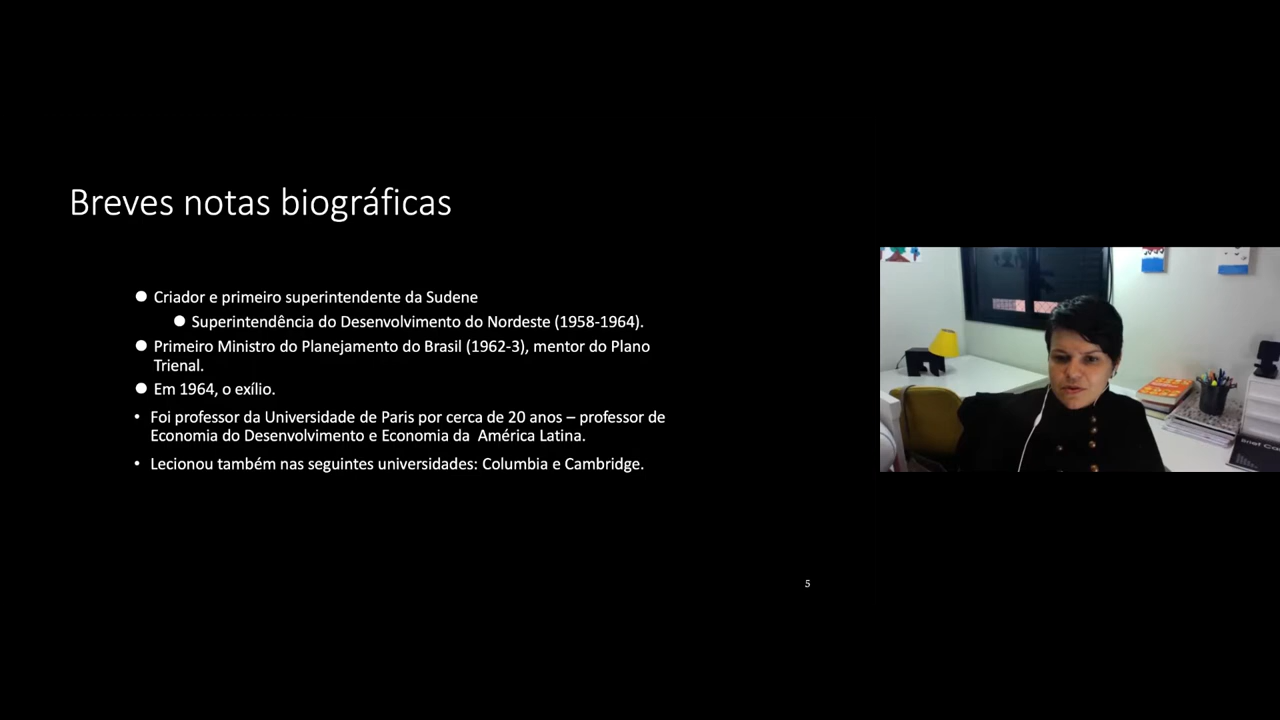 Breves notas biográficas
● Criador e primeiro superintendente da Sudene
● Superintendência do Desenvolvimento do Nordeste (1958-1964).
● Primeiro Ministro do Planejamento do Brasil (1962-3), mentor do Plano
Trienal.
● Em 1964, o exílio.
• Foi professor da Universidade de Paris por cerca de 20 anos – professor de
Economia do Desenvolvimento e Economia da América Latina.
• Lecionou também nas seguintes universidades: Columbia e Cambridge.
5